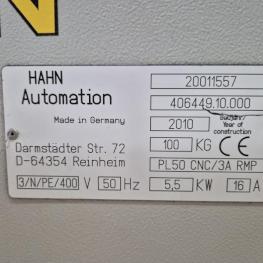 HAHN
Automation
Made in Germany
Darmstädter Str. 72
D-64354 Reinheim
20011557
406449.10.000
2010 Baujahr/
Year of
construction
100 KG CE
PL50 CNC/3A RMP
3/N/PE/400 V 50 Hz 5,5 KW 16 A